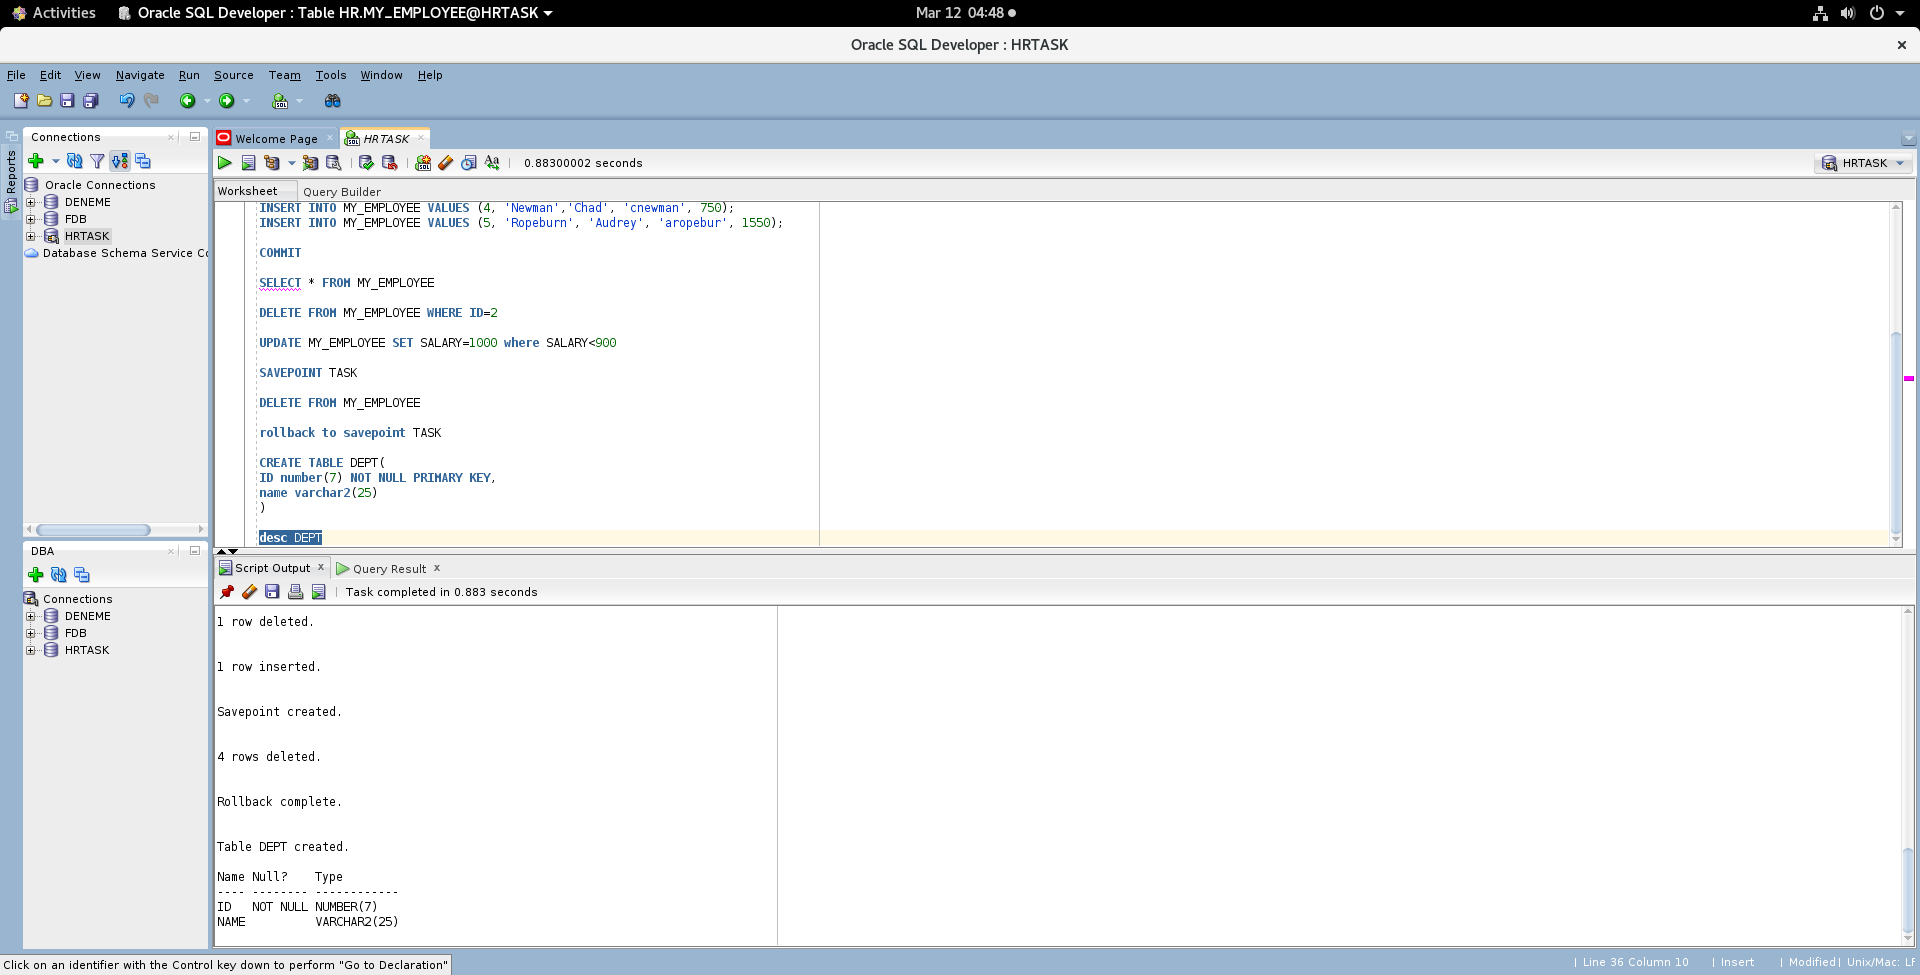 Activities
Oracle SQL Developer : Table HR.MY_EMPLOYEE@HRTASK
Mar 12 04:48
Oracle SQL Developer : HRTASK
File Edit View Navigate Run Source Team Tools Window Help
Reports
Connections
Welcome Page
HRTASK
0.88300002 seconds
HRTASK
Oracle Connections
DENEME
FDB
HRTASK
Database Schema Service Co
Worksheet
Query Builder
INSERT INTO MY_EMPLOYEE VALUES (4, 'Newman','Chad', 'cnewman', 750);
INSERT INTO MY_EMPLOYEE VALUES (5, 'Ropeburn', 'Audrey', 'aropebur', 1550);
COMMIT
SELECT * FROM MY_EMPLOYEE
DELETE FROM MY_EMPLOYEE WHERE ID=2
UPDATE MY_EMPLOYEE SET SALARY=1000 where SALARY<900
SAVEPOINT TASK
DELETE FROM MY_EMPLOYEE
rollback to savepoint TASK
CREATE TABLE DEPT(
ID number(7) NOT NULL PRIMARY KEY,
name varchar2(25)
)
desc DEPT
DBA
Connections
DENEME
FDB
HRTASK
Script Output
Query Result
Task completed in 0.883 seconds
1 row deleted.
1 row inserted.
Savepoint created.
4 rows deleted.
Rollback complete.
Table DEPT created.
Name Null?    Type
---- -------- ------------
ID   NOT NULL NUMBER(7)
NAME          VARCHAR2(25)
Click on an identifier with the Control key down to perform "Go to Declaration"
| Line 36 Column 10 | Insert | Modified| Unix/Mac: LF